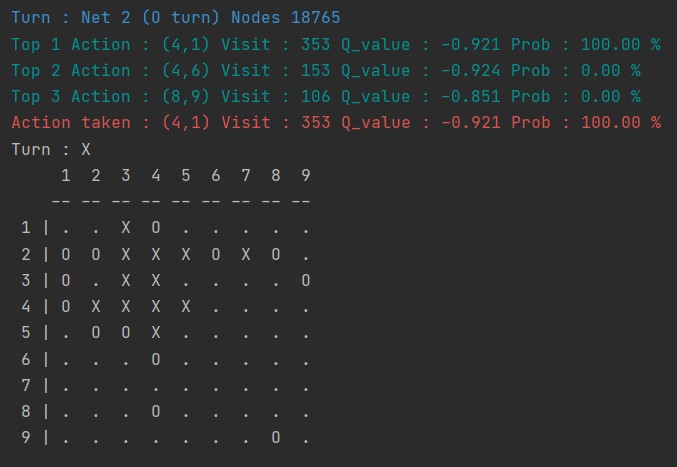 Turn : Net 2 (O turn) Nodes 18765
Top 1 Action : (4,1) Visit : 353 Q_value : -0.921 Prob : 100.00 %
Top 2 Action : (4,6) Visit : 153 Q_value : -0.924 Prob : 0.00 %
Top 3 Action : (8,9) Visit : 106 Q_value : -0.851 Prob : 0.00 %
Action taken : (4,1) Visit : 353 Q_value : -0.921 Prob : 100.00 %
Turn : X
     1  2  3  4  5  6  7  8  9
    -- -- -- -- -- -- -- -- --
 1 | .  .  X  O  .  .  .  .  .
 2 | O  O  X  X  X  O  X  O  .
 3 | O  .  X  X  .  .  .  .  O
 4 | O  X  X  X  X  .  .  .  .
 5 | .  O  O  X  .  .  .  .  .
 6 | .  .  .  O  .  .  .  .  .
 7 | .  .  .  .  .  .  .  .  .
 8 | .  .  .  O  .  .  .  .  .
 9 | .  .  .  .  .  .  .  O  .